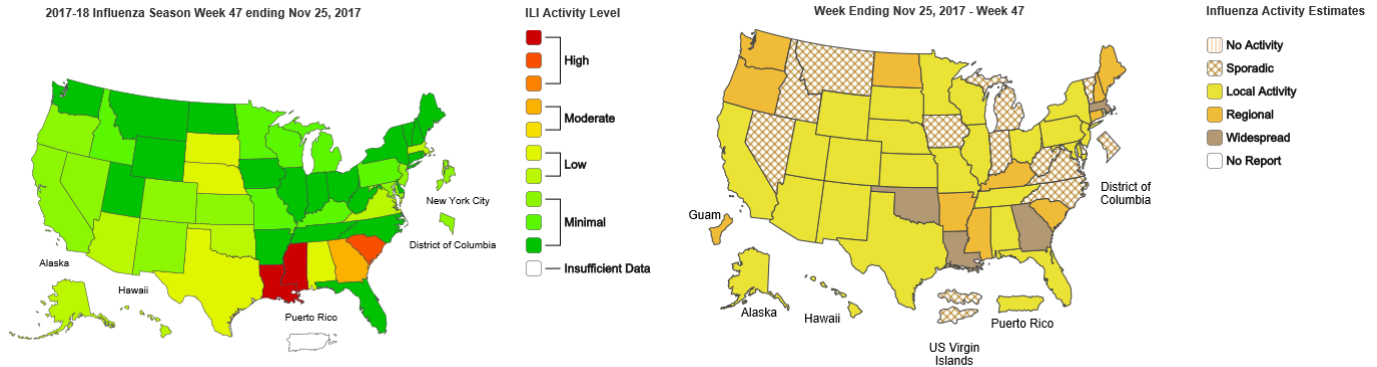 2017-18 Influenza Season Week 47 ending Nov 25, 2017
ILI Activity Level
High
Moderate
Low
Minimal
Insufficient Data
New York City
District of Columbia
Alaska
Hawaii
Puerto Rico
Week Ending Nov 25, 2017 - Week 47
Influenza Activity Estimates
No Activity
Sporadic
Local Activity
Regional
Widespread
No Report
District of
Columbia
Guam
Alaska
Hawaii
Puerto Rico
US Virgin
Islands